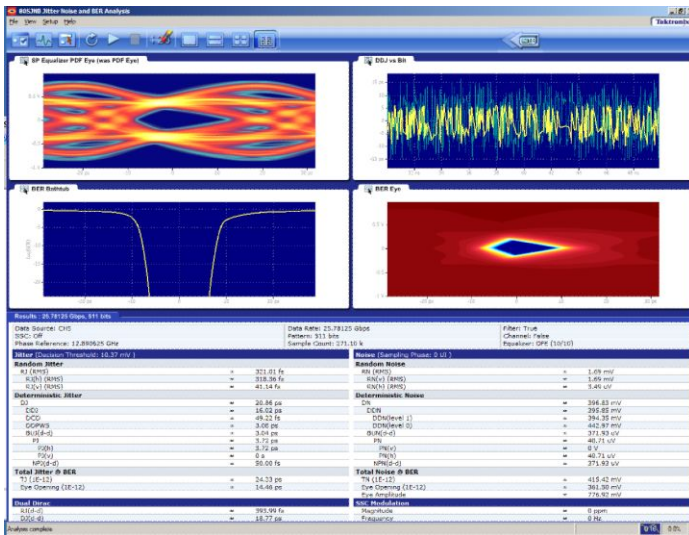 80SJNB Jitter Noise and BER Analysis
File View Setup Help
Tektronix
SP Equalizer PDF Eye (was PDF Eye)
DDJ vs Bit
BER Bathtub
BER Eye
Results: 25.78125 Gbps, 511 bits
Data Source: CH5
Data Rate: 25.78125 Gbps
Filter: True
SSC: Off
Pattern: 511 bits
Channel: False
Phase Reference: 12.890625 GHz
Sample Count: 271.10 k
Equalizer: DFE (10/10)
Jitter (Decision Threshold: 10.37 mV )
Noise (Sampling Phase: 0 UI )
Random Jitter
Random Noise
RJ (RMS) = 321.01 fs
RN (RMS) = 1.69 mV
RJ(h) (RMS) = 318.36 fs
RN(v) (RMS) = 1.69 mV
RJ(v) (RMS) = 41.14 fs
RN(h) (RMS) = 3.49 uV
Deterministic Jitter
Deterministic Noise
DJ = 20.86 ps
DN = 396.83 mV
DDJ = 16.02 ps
DDN = 395.85 mV
DCD = 49.22 fs
DDN(level 1) = 394.35 mV
DDPWS = 3.08 ps
DDN(level 0) = 442.97 mV
BUJ(d-d) = 3.04 ps
BUN(d-d) = 371.93 uV
PJ = 3.72 ps
PN = 40.71 uV
PJ(h) = 3.72 ps
PN(v) = 0 V
PJ(v) = 0 s
PN(h) = 40.71 uV
NPJ(d-d) = 50.00 fs
NPN(d-d) = 371.93 uV
Total Jitter @ BER
Total Noise @ BER
TJ (1E-12) = 24.33 ps
TN (1E-12) = 415.42 mV
Eye Opening (1E-12) = 14.46 ps
Eye Opening (1E-12) = 361.50 mV
Eye Amplitude = 776.92 mV
Dual Dirac
SSC Modulation
RJ(d-d) = 395.99 fs
Magnitude = 0 ppm
DJ(d-d) = 18.77 ps
Frequency = 0 Hz
Analysis complete